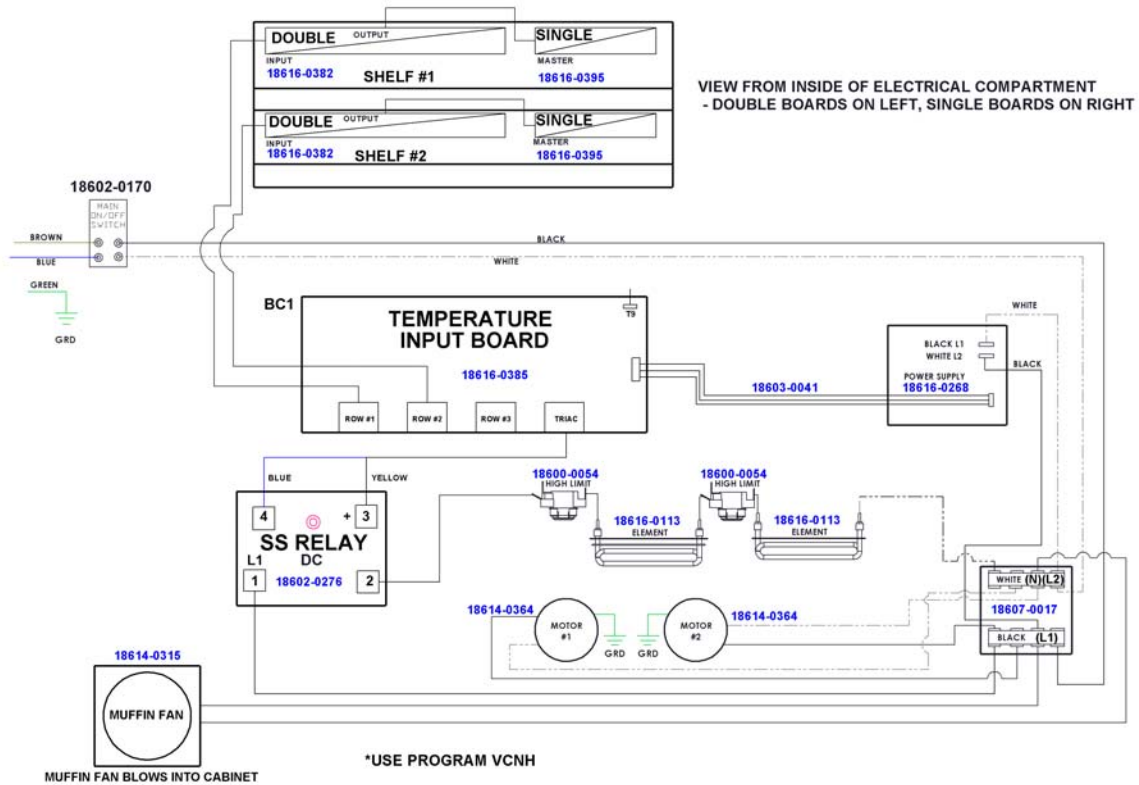 DOUBLE OUTPUT SINGLE
INPUT MASTER
18616-0382 SHELF #1 18616-0395
DOUBLE OUTPUT SINGLE
INPUT MASTER
18616-0382 SHELF #2 18616-0395
VIEW FROM INSIDE OF ELECTRICAL COMPARTMENT
- DOUBLE BOARDS ON LEFT, SINGLE BOARDS ON RIGHT
18602-0170
MAIN
ON/OFF
SWITCH
BROWN
BLUE
GREEN
GRD
BLACK
WHITE
BC1
TEMPERATURE
INPUT BOARD
18616-0385
T9
ROW #1 ROW #2 ROW #3 TRIAC
18603-0041
WHITE
BLACK L1
WHITE L2
BLACK
POWER SUPPLY
18616-0268
BLUE YELLOW
4 + 3
SS RELAY
DC
L1
1 18602-0276 2
18600-0054 18600-0054
HIGH LIMIT HIGH LIMIT
18616-0113 18616-0113
ELEMENT ELEMENT
WHITE (N)(L2)
18607-0017
BLACK (L1)
18614-0364 18614-0364
MOTOR
#1
GRD GRD
MOTOR
#2
18614-0315
MUFFIN FAN
MUFFIN FAN BLOWS INTO CABINET
*USE PROGRAM VCNH